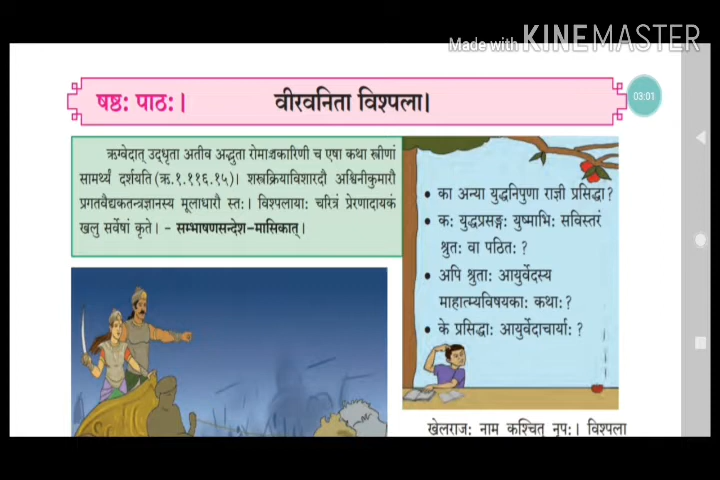 Made with KINEMASTER
03:01
षष्ठः पाठः।
वीरवनिता विश्पला।
ऋग्वेदात् उद्धृता अतीव अद्भुता रोमाञ्चकारिणी च एषा कथा स्त्रीणां
सामर्थ्यं दर्शयति (ऋ.१.११६.१५)। शस्त्रक्रियाविशारदौ अश्विनीकुमारौ
प्रगतवैद्यकतन्त्रज्ञानस्य मूलाधारौ स्तः। विश्पलायाः चरित्रं प्रेरणादायकं
खलु सर्वेषां कृते। - सम्भाषणसन्देश-मासिकात्।
• का अन्या युद्धनिपुणा राज्ञी प्रसिद्धा?
• कः युद्धप्रसङ्गः युष्माभिः सविस्तरं
श्रुतः वा पठितः?
• अपि श्रुताः आयुर्वेदस्य
माहात्म्यविषयकाः कथाः?
• के प्रसिद्धाः आयुर्वेदाचार्याः?
खेलराजः नाम कश्चित् नृपः। विश्पला